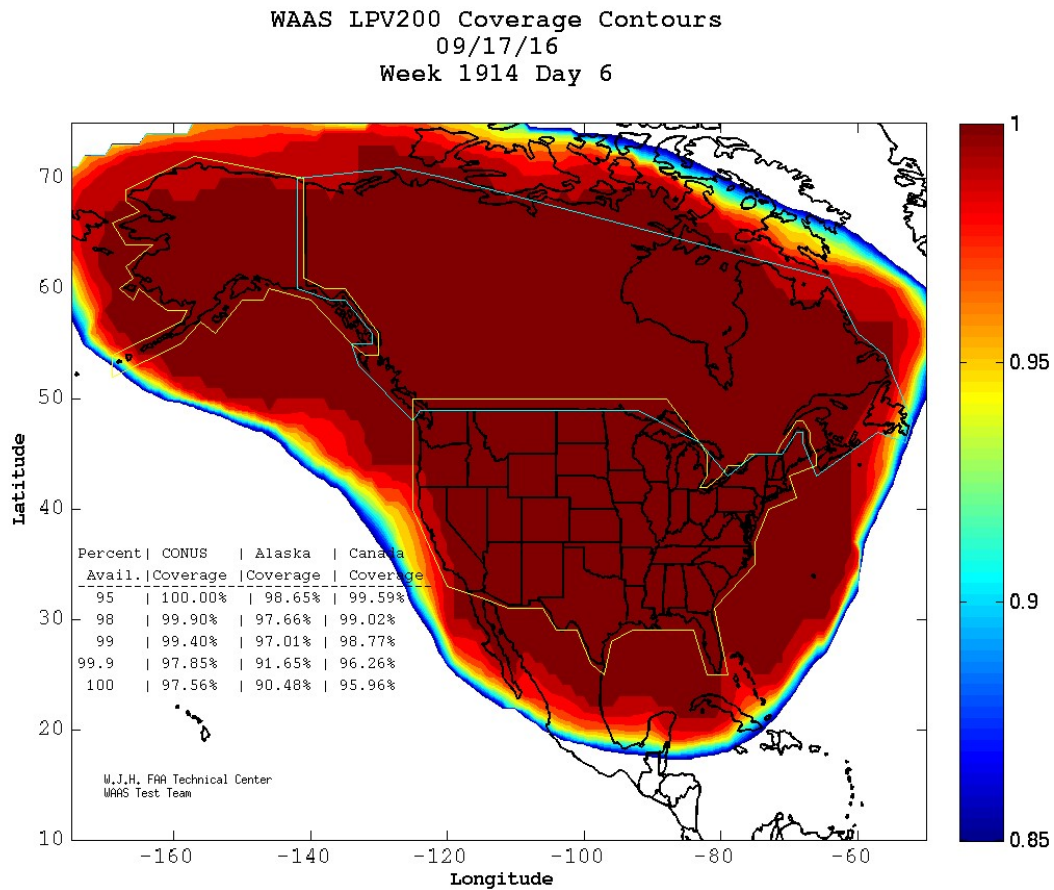 WAAS LPV200 Coverage Contours
09/17/16
Week 1914 Day 6
70
60
50
40
30
20
10
Latitude
Percent| CONUS | Alaska | Canada
Avail.|Coverage |Coverage | Coverage
95 | 100.00% | 98.65% | 99.59%
98 | 99.90% | 97.66% | 99.02%
99 | 99.40% | 97.01% | 98.77%
99.9 | 97.85% | 91.65% | 96.26%
100 | 97.56% | 90.48% | 95.96%
W.J.H. FAA Technical Center
WAAS Test Team
-160 -140 -120 -100 -80 -60
Longitude
1
0.95
0.9
0.85